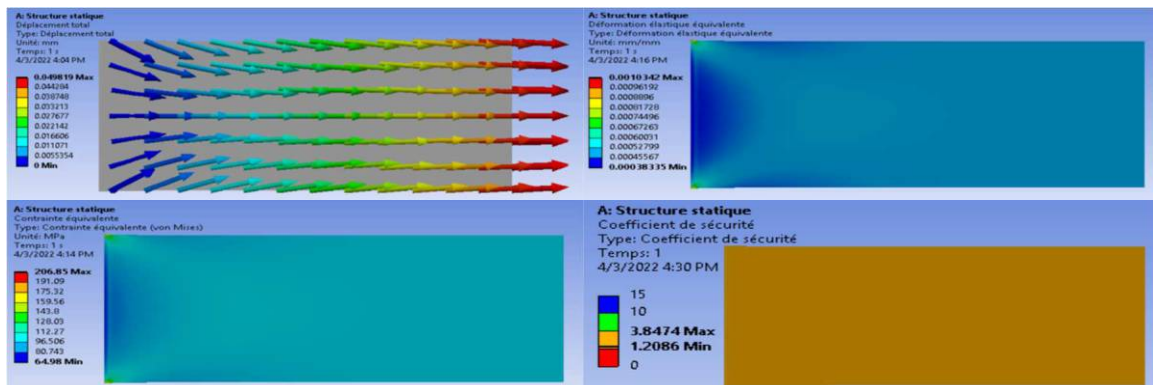 A: Structure statique
Déplacement total
Type: Déplacement total
Unité: mm
Temps: 1 s
4/3/2022 4:04 PM
0.049819 Max
0.044284
0.038748
0.033213
0.027677
0.022142
0.016606
0.011071
0.0055354
0 Min
A: Structure statique
Déformation élastique équivalente
Type: Déformation élastique équivalente
Unité: mm/mm
Temps: 1 s
4/3/2022 4:16 PM
0.0010342 Max
0.00096192
0.0008896
0.00081728
0.00074496
0.00067263
0.00060031
0.00052799
0.00045567
0.00038335 Min
A: Structure statique
Contrainte équivalente
Type: Contrainte équivalente (von Mises)
Unité: MPa
Temps: 1 s
4/3/2022 4:14 PM
206.85 Max
191.09
175.32
159.56
143.8
128.03
112.27
96.506
80.743
64.98 Min
A: Structure statique
Coefficient de sécurité
Type: Coefficient de sécurité
Temps: 1
4/3/2022 4:30 PM
15
10
3.8474 Max
1.2086 Min
0